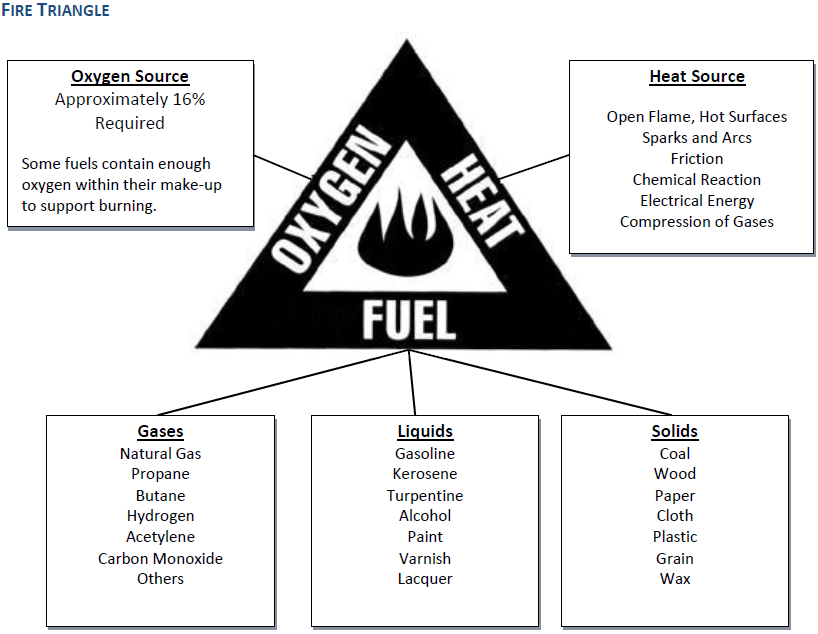 FIRE TRIANGLE
Oxygen Source
Approximately 16%
Required
Some fuels contain enough
oxygen within their make-up
to support burning.
Heat Source
Open Flame, Hot Surfaces
Sparks and Arcs
Friction
Chemical Reaction
Electrical Energy
Compression of Gases
OXYGEN
HEAT
FUEL
Gases
Natural Gas
Propane
Butane
Hydrogen
Acetylene
Carbon Monoxide
Others
Liquids
Gasoline
Kerosene
Turpentine
Alcohol
Paint
Varnish
Lacquer
Solids
Coal
Wood
Paper
Cloth
Plastic
Grain
Wax